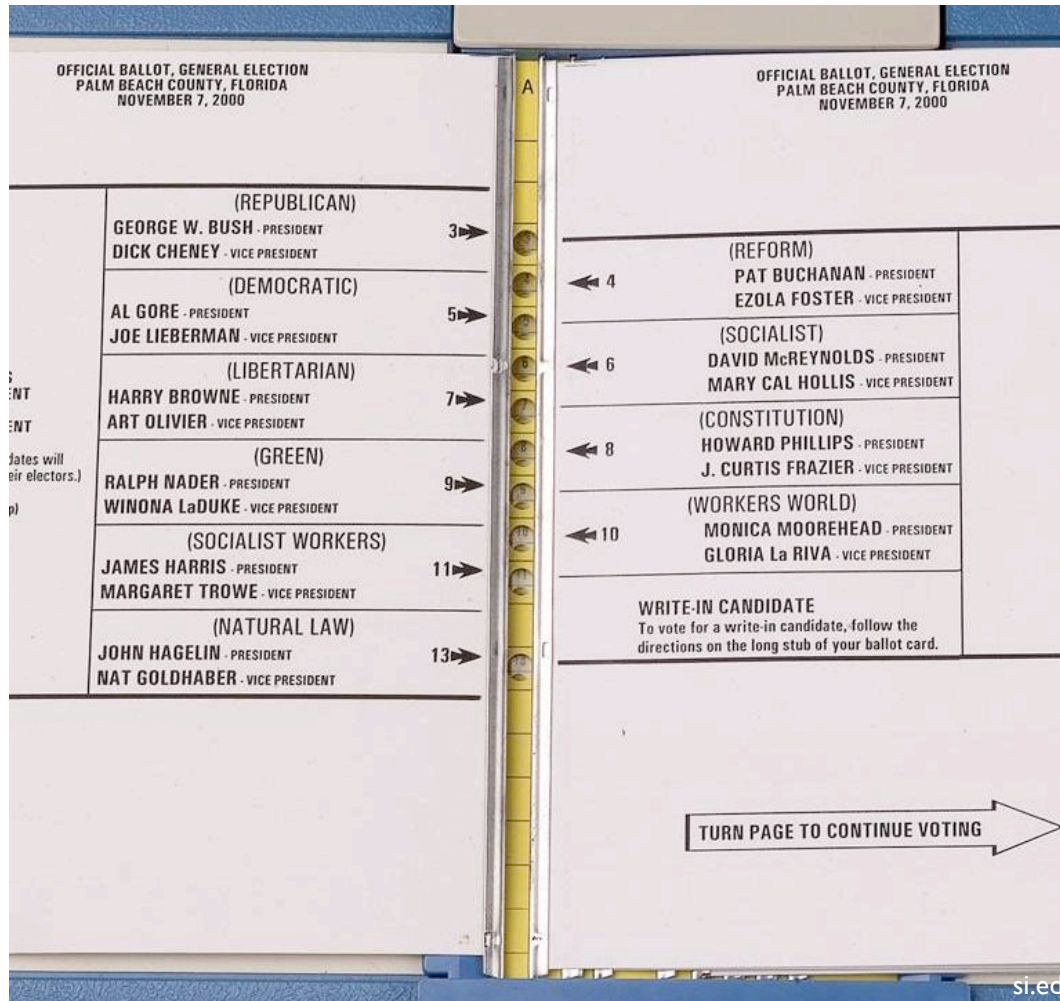 OFFICIAL BALLOT, GENERAL ELECTION
PALM BEACH COUNTY, FLORIDA
NOVEMBER 7, 2000
(REPUBLICAN)
GEORGE W. BUSH - PRESIDENT
3
DICK CHENEY - VICE PRESIDENT
(DEMOCRATIC)
AL GORE - PRESIDENT
5
JOE LIEBERMAN - VICE PRESIDENT
(LIBERTARIAN)
HARRY BROWNE - PRESIDENT
7
ART OLIVIER - VICE PRESIDENT
(GREEN)
RALPH NADER - PRESIDENT
9
WINONA LaDUKE - VICE PRESIDENT
(SOCIALIST WORKERS)
JAMES HARRIS - PRESIDENT
11
MARGARET TROWE - VICE PRESIDENT
(NATURAL LAW)
JOHN HAGELIN - PRESIDENT
13
NAT GOLDHABER - VICE PRESIDENT
will
electors.)
A
OFFICIAL BALLOT, GENERAL ELECTION
PALM BEACH COUNTY, FLORIDA
NOVEMBER 7, 2000
(REFORM)
4
PAT BUCHANAN - PRESIDENT
EZOLA FOSTER - VICE PRESIDENT
(SOCIALIST)
6
DAVID McREYNOLDS - PRESIDENT
MARY CAL HOLLIS - VICE PRESIDENT
(CONSTITUTION)
8
HOWARD PHILLIPS - PRESIDENT
J. CURTIS FRAZIER - VICE PRESIDENT
(WORKERS WORLD)
10
MONICA MOOREHEAD - PRESIDENT
GLORIA La RIVA - VICE PRESIDENT
WRITE-IN CANDIDATE
To vote for a write-in candidate, follow the
directions on the long stub of your ballot card.
TURN PAGE TO CONTINUE VOTING